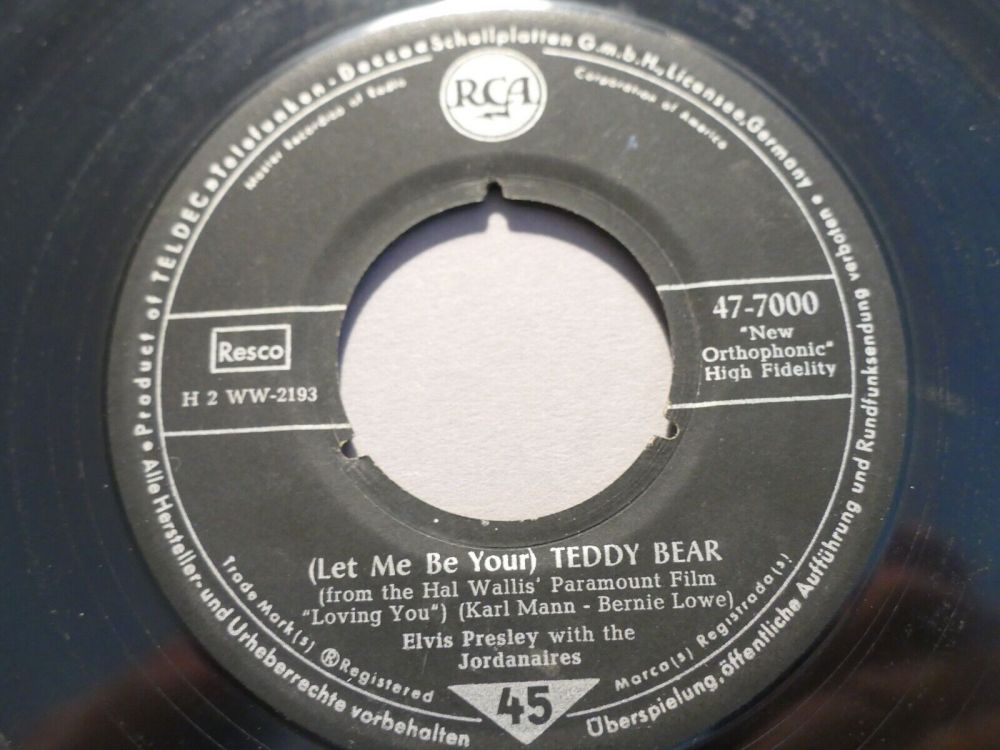 • Product of TELDEC »Telefunken-Decca« Schallplatten G.m.b.H., Licensee, Germany •
Master Recording of Radio Corporation of America
RCA
Resco
H 2 WW-2193
47-7000
"New
Orthophonic"
High Fidelity
(Let Me Be Your) TEDDY BEAR
(from the Hal Wallis' Paramount Film
"Loving You") (Karl Mann - Bernie Lowe)
Elvis Presley with the
Jordanaires
Trade Mark(s) ®Registered
Marca(s) Registrada(s)
45
Alle Hersteller- und Urheberrechte vorbehalten
Überspielung, öffentliche Aufführung und Rundfunksendung verboten